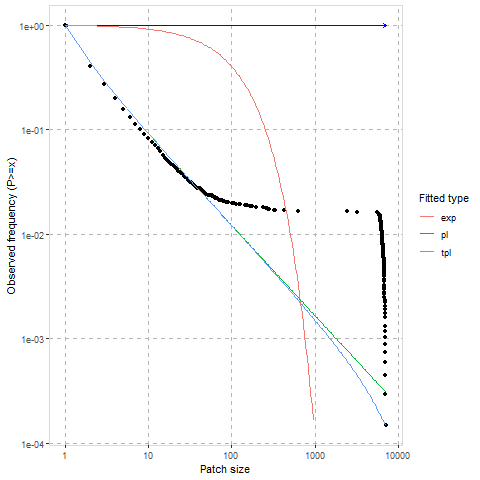 1e+00
1e-01
1e-02
1e-03
1e-04
Observed frequency (P>=x)
1
10
100
1000
10000
Patch size
Fitted type
exp
pl
tpl